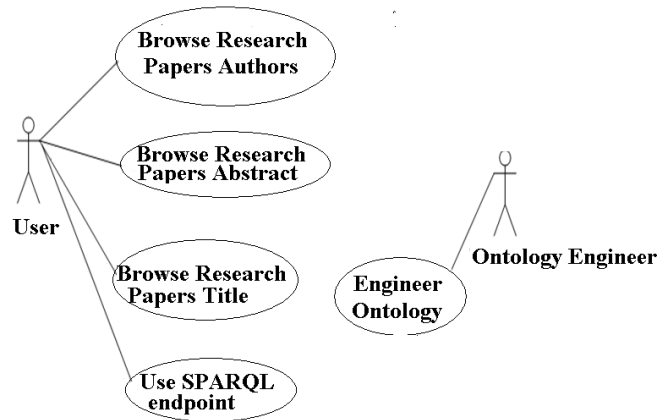 Browse Research
Papers Authors
Browse Research
Papers Abstract
User
Browse Research
Papers Title
Use SPARQL
endpoint
Ontology Engineer
Engineer
Ontology